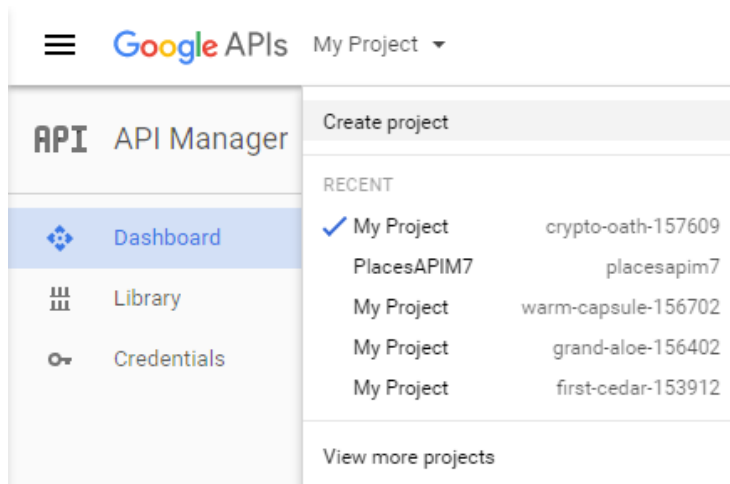 Google APIs My Project
API API Manager
Dashboard
Library
Credentials
Create project
RECENT
My Project crypto-oath-157609
PlacesAPIM7 placesapim7
My Project warm-capsule-156702
My Project grand-aloe-156402
My Project first-cedar-153912
View more projects